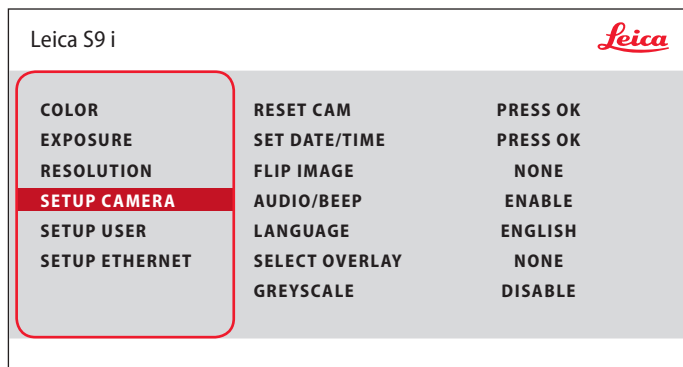 Leica S9 i
Leica
COLOR RESET CAM PRESS OK
EXPOSURE SET DATE/TIME PRESS OK
RESOLUTION FLIP IMAGE NONE
SETUP CAMERA AUDIO/BEEP ENABLE
SETUP USER LANGUAGE ENGLISH
SETUP ETHERNET SELECT OVERLAY NONE
GREYSCALE DISABLE